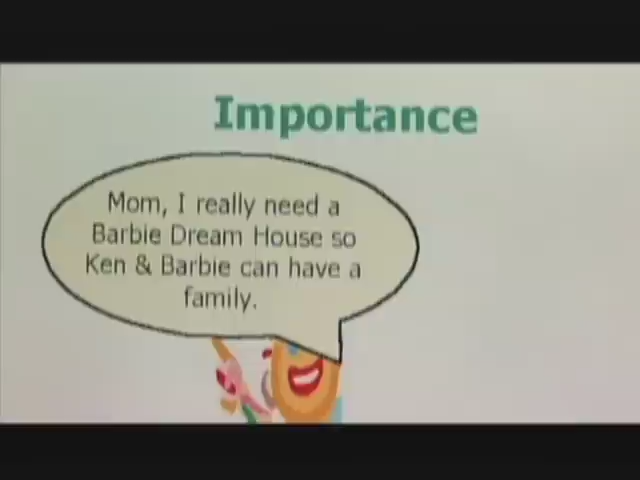 Importance
Mom, I really need a
Barbie Dream House so
Ken & Barbie can have a
family.